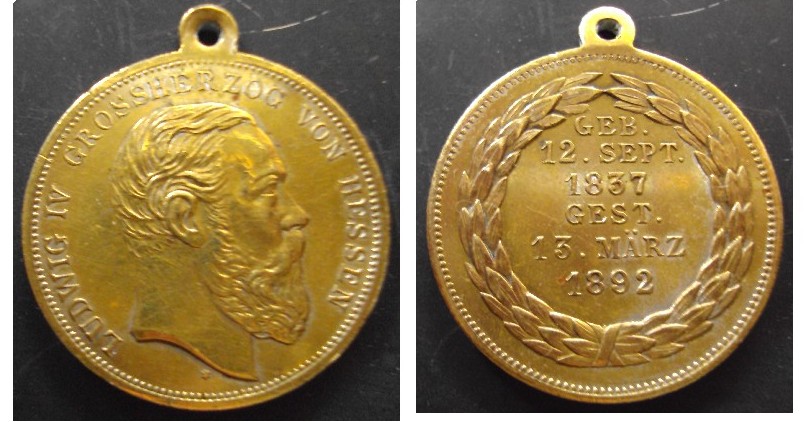 LUDWIG IV GROSSHERZOG VON HESSEN
GEB.
12. SEPT.
1837
GEST.
13. MÄRZ
1892